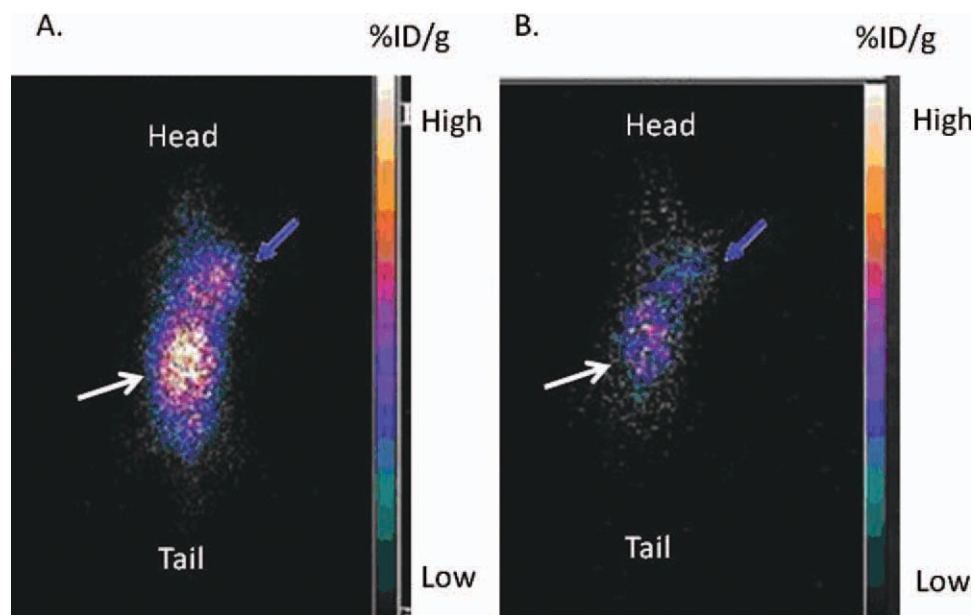 A.
%ID/g
Head
High
Tail
Low
B.
%ID/g
Head
High
Tail
Low